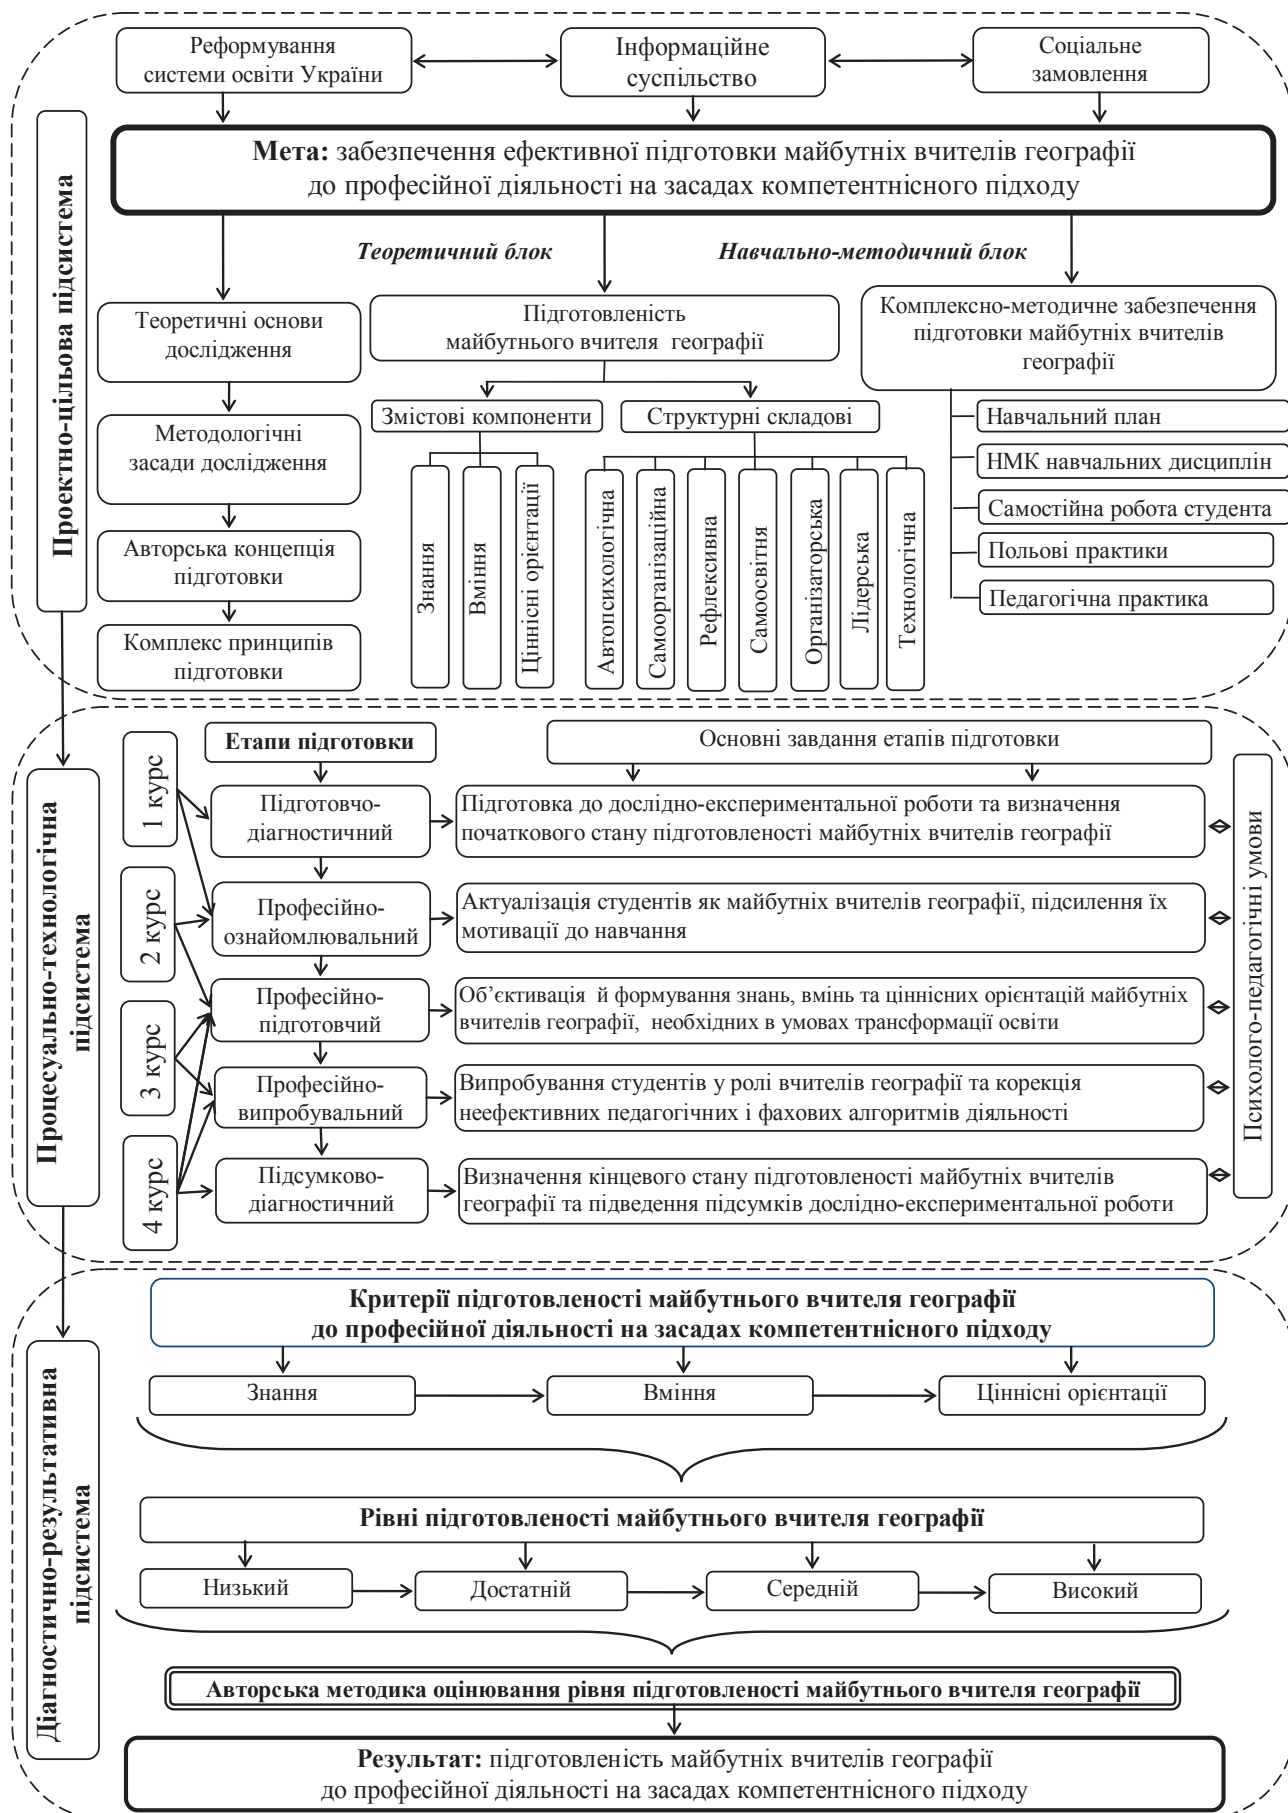 Реформування
системи освіти України
Інформаційне
суспільство
Соціальне
замовлення
Проектно-цільова підсистема
Мета: забезпечення ефективної підготовки майбутніх вчителів географії
до професійної діяльності на засадах компетентнісного підходу
Теоретичний блок
Навчально-методичний блок
Теоретичні основи
дослідження
Методологічні
засади дослідження
Авторська концепція
підготовки
Комплекс принципів
підготовки
Підготовленість
майбутнього вчителя географії
Змістові компоненти
Структурні складові
Знання
Вміння
Ціннісні орієнтації
Автопсихологічна
Самоорганізаційна
Рефлексивна
Самоосвітня
Організаторська
Лідерська
Технологічна
Комплексно-методичне забезпечення
підготовки майбутніх вчителів
географії
Навчальний план
НМК навчальних дисциплін
Самостійна робота студента
Польові практики
Педагогічна практика
Процесуально-технологічна
підсистема
1 курс
2 курс
3 курс
4 курс
Етапи підготовки
Основні завдання етапів підготовки
Підготовчо-
діагностичний
Підготовка до дослідно-експериментальної роботи та визначення
початкового стану підготовленості майбутніх вчителів географії
Професійно-
ознайомлювальний
Актуалізація студентів як майбутніх вчителів географії, підсилення їх
мотивації до навчання
Професійно-
підготовчий
Об’єктивація й формування знань, вмінь та ціннісних орієнтацій майбутніх
вчителів географії, необхідних в умовах трансформації освіти
Професійно-
випробувальний
Випробування студентів у ролі вчителів географії та корекція
неефективних педагогічних і фахових алгоритмів діяльності
Підсумково-
діагностичний
Визначення кінцевого стану підготовленості майбутніх вчителів
географії та підведення підсумків дослідно-експериментальної роботи
Психолого-педагогічні умови
Діагностично-результативна
підсистема
Критерії підготовленості майбутнього вчителя географії
до професійної діяльності на засадах компетентнісного підходу
Знання
Вміння
Ціннісні орієнтації
Рівні підготовленості майбутнього вчителя географії
Низький
Достатній
Середній
Високий
Авторська методика оцінювання рівня підготовленості майбутнього вчителя географії
Результат: підготовленість майбутніх вчителів географії
до професійної діяльності на засадах компетентнісного підходу